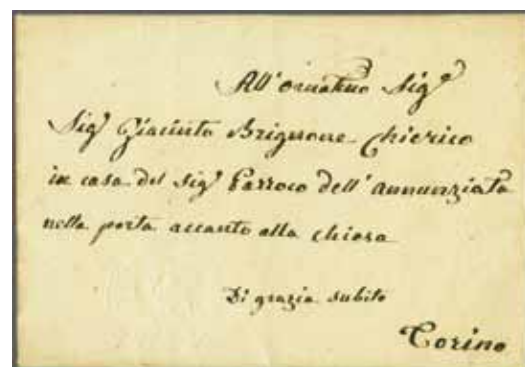 All'ornatmo Sigr
Sigr Giacinto Brignone Chierico
in casa del Sigr Parroco dell'annunziata
nella porta accanto alla chiesa
Di grazia subito
Torino